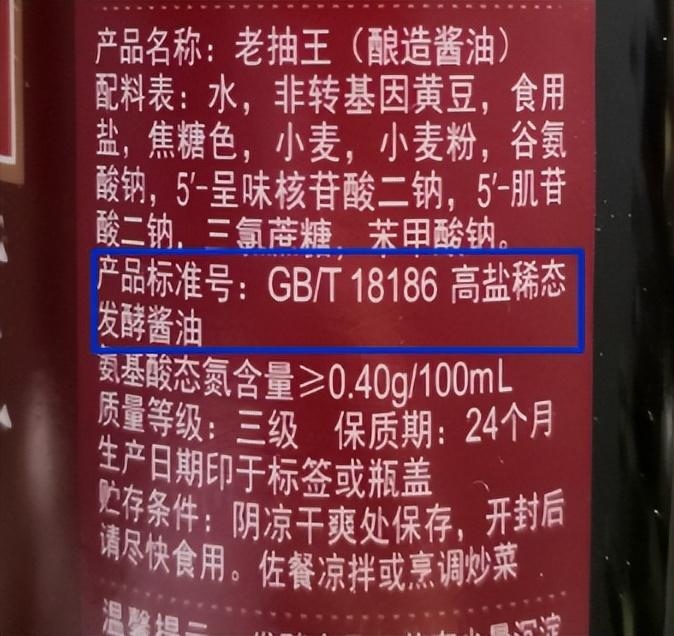 产品名称：老抽王（酿造酱油）
配料表：水，非转基因黄豆，食用
盐，焦糖色，小麦，小麦粉，谷氨
酸钠，5′-呈味核苷酸二钠，5′-肌苷
酸二钠，三氯蔗糖，苯甲酸钠。
产品标准号：GB/T 18186 高盐稀态
发酵酱油
氨基酸态氮含量≥0.40g/100mL
质量等级：三级 保质期：24个月
生产日期印于标签或瓶盖
贮存条件：阴凉干爽处保存，开封后
请尽快食用。佐餐凉拌或烹调炒菜
温馨提示